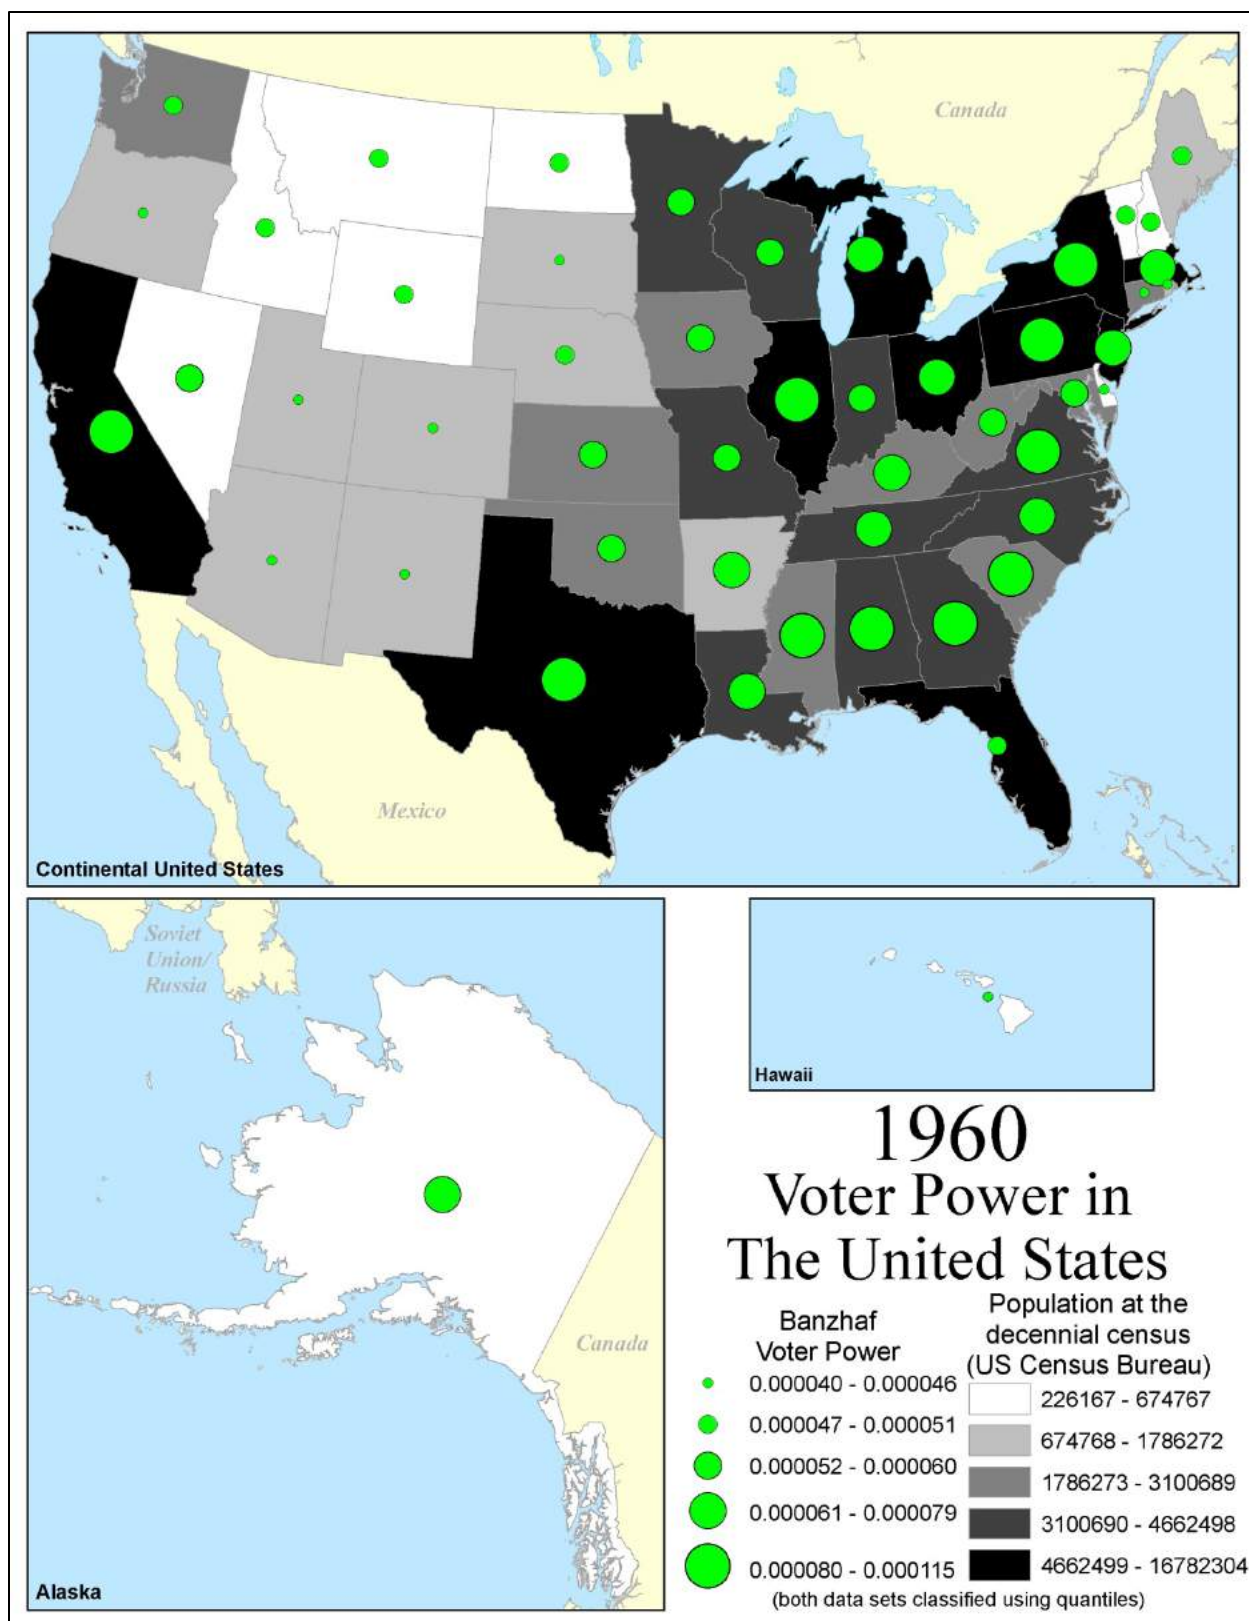 Canada
Mexico
Continental United States
Soviet
Union/
Russia
Canada
Alaska
Hawaii
1960
Voter Power in
The United States
Banzhaf
Voter Power
0.000040 - 0.000046
0.000047 - 0.000051
0.000052 - 0.000060
0.000061 - 0.000079
0.000080 - 0.000115
Population at the
decennial census
(US Census Bureau)
226167 - 674767
674768 - 1786272
1786273 - 3100689
3100690 - 4662498
4662499 - 16782304
(both data sets classified using quantiles)